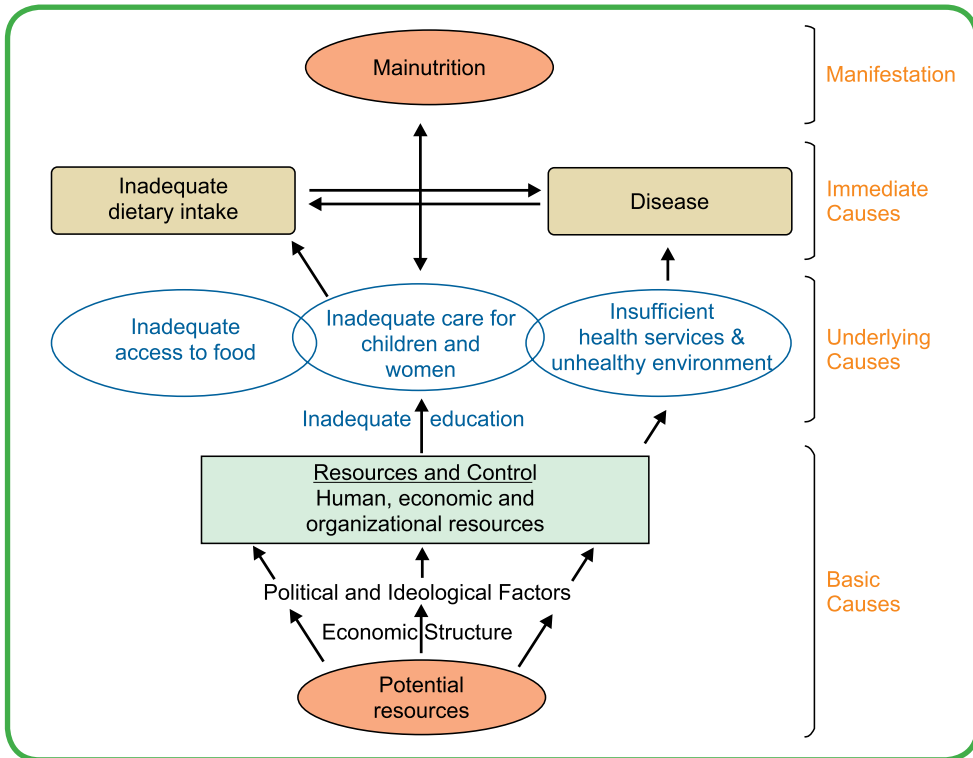 Mainutrition
Manifestation
Inadequate
dietary intake
Disease
Immediate
Causes
Inadequate
access to food
Inadequate care for
children and
women
Insufficient
health services &
unhealthy environment
Underlying
Causes
Inadequate education
Resources and Control
Human, economic and
organizational resources
Political and Ideological Factors
Economic Structure
Basic
Causes
Potential
resources